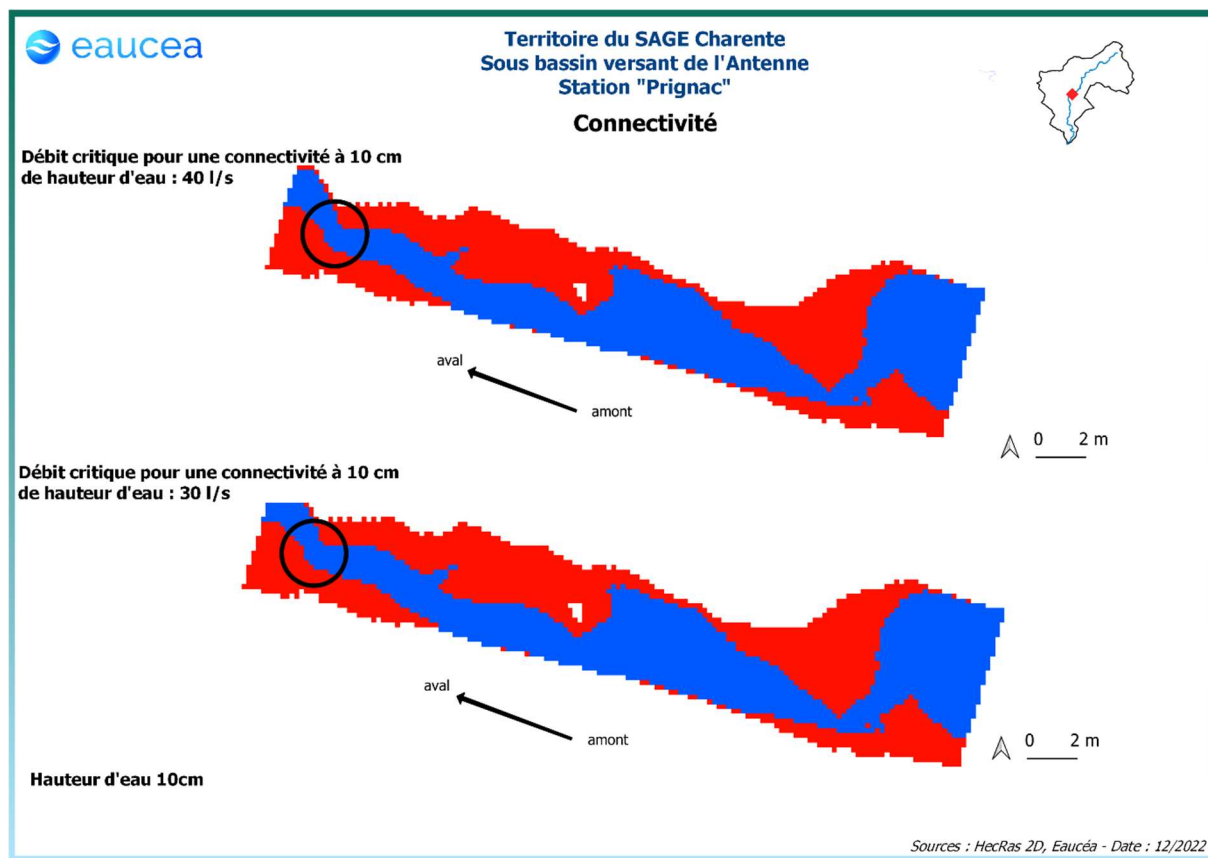 eaucea
Territoire du SAGE Charente
Sous bassin versant de l'Antenne
Station "Prignac"
Connectivité
Débit critique pour une connectivité à 10 cm
de hauteur d'eau : 40 l/s
aval
amont
0 2 m
Débit critique pour une connectivité à 10 cm
de hauteur d'eau : 30 l/s
aval
amont
0 2 m
Hauteur d'eau 10cm
Sources : HecRas 2D, Eaucéa - Date : 12/2022